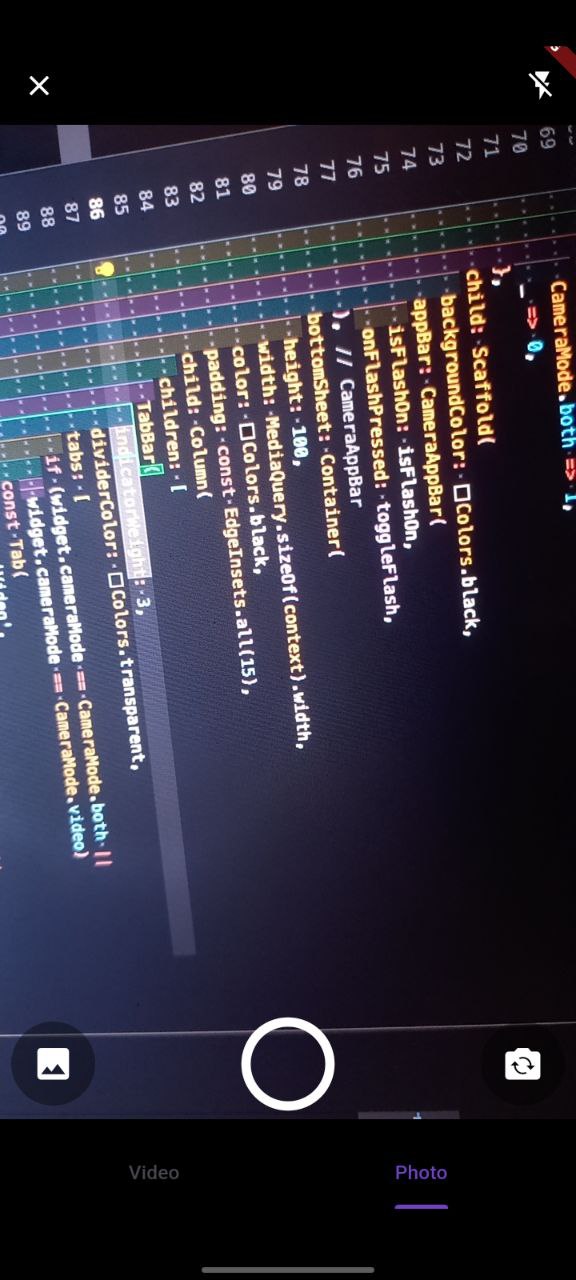 69 CameraMode.both => 1,
70 _ => 0,
71 },
72 child: Scaffold(
73 backgroundColor: Colors.black,
74 appBar: CameraAppBar(
75 isFlashOn: isFlashOn,
76 onFlashPressed: toggleFlash,
77 ), // CameraAppBar
78 bottomSheet: Container(
79 height: 100,
80 width: MediaQuery.sizeOf(context).width,
81 color: Colors.black,
82 padding: const EdgeInsets.all(15),
83 child: Column(
84 children: [
85 TabBar(
86 indicatorWeight: 3,
87 dividerColor: Colors.transparent,
88 tabs: [
89 if (widget.cameraMode == CameraMode.both ||
widget.cameraMode == CameraMode.video)
const Tab(
Video
Photo